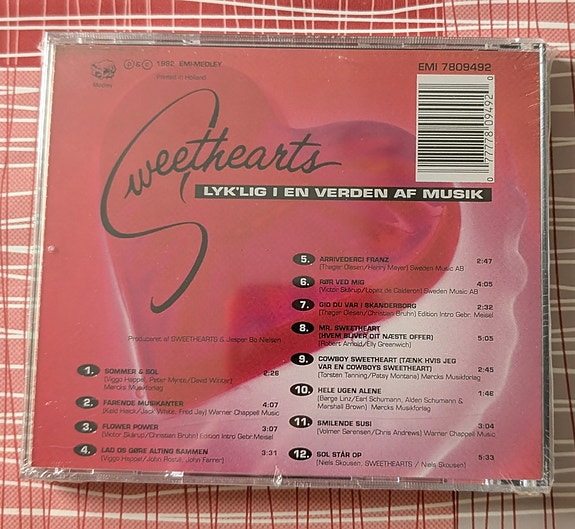 Medley
℗ & © 1992, EMI-MEDLEY
Printed in Holland
EMI 7809492
0 77778 09492 0
Sweethearts
LYK'LIG I EN VERDEN AF MUSIK
Produceret af SWEETHEARTS & Jesper Bo Nielsen
1. SOMMER & SOL 2:26
(Viggo Happel, Peter Mynte/David Winter)
Mørcks Musikforlag
2. FARENDE MUSIKANTER 4:07
(Keld Heick/Jack White, Fred Jay) Warner Chappell Music
3. FLOWER POWER 3:07
(Victor Skårup/Christian Bruhn) Edition Intro Gebr. Meisel
4. LAD OS GØRE ALTING SAMMEN 3:31
(Viggo Happel/John Rostill, John Farrar)
5. ARRIVEDERCI FRANZ 2:47
(Thøger Olesen/Henry Mayer) Sweden Music AB
6. RØR VED MIG 4:05
(Victor Skårup/Lopez de Calderon) Sweden Music AB
7. GID DU VAR I SKANDERBORG 2:32
(Thøger Olesen/Christian Bruhn) Edition Intro Gebr. Meisel
8. MR. SWEETHEART
(HVEM BLIVER DIT NÆSTE OFFER) 5:05
(Robert Arnold/Elly Greenwich)
9. COWBOY SWEETHEART (TÆNK HVIS JEG
VAR EN COWBOYS SWEETHEART) 2:45
(Torsten Tanning/Patsy Montana) Mørcks Musikforlag
10. HELE UGEN ALENE 1:46
(Børge Linz/Earl Schumann, Alden Schumann &
Marshall Brown) Mørcks Musikforlag
11. SMILENDE SUSI 3:04
(Volmer Sørensen/Chris Andrews) Warner Chappell Music
12. SOL STÅR OP 5:33
(Niels Skousen, SWEETHEARTS / Niels Skousen)